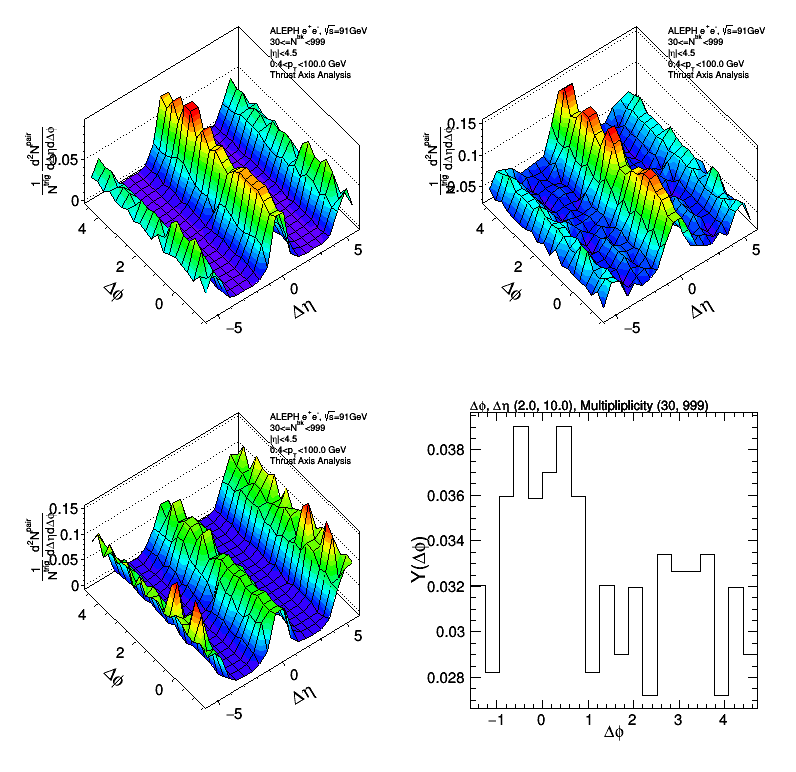 ALEPH e⁺e⁻, √s=91GeV
30<=N^trk<999
|η|<4.5
0.4<p_T<100.0 GeV
Thrust Axis Analysis
1/N^trig d²N^pair/dΔηdΔφ
0.05
0
4
2
0
Δφ
−5
0
5
Δη
ALEPH e⁺e⁻, √s=91GeV
30<=N^trk<999
|η|<4.5
0.4<p_T<100.0 GeV
Thrust Axis Analysis
1/N^trig d²N^pair/dΔηdΔφ
0.15
0.1
0.05
4
2
0
Δφ
−5
0
5
Δη
ALEPH e⁺e⁻, √s=91GeV
30<=N^trk<999
|η|<4.5
0.4<p_T<100.0 GeV
Thrust Axis Analysis
1/N^trig d²N^pair/dΔηdΔφ
0.15
0.1
0.05
0
4
2
0
Δφ
−5
0
5
Δη
Δφ, Δη (2.0, 10.0), Multipliplicity (30, 999)
Y(Δφ)
0.038
0.036
0.034
0.032
0.03
0.028
−1 0 1 2 3 4
Δφ